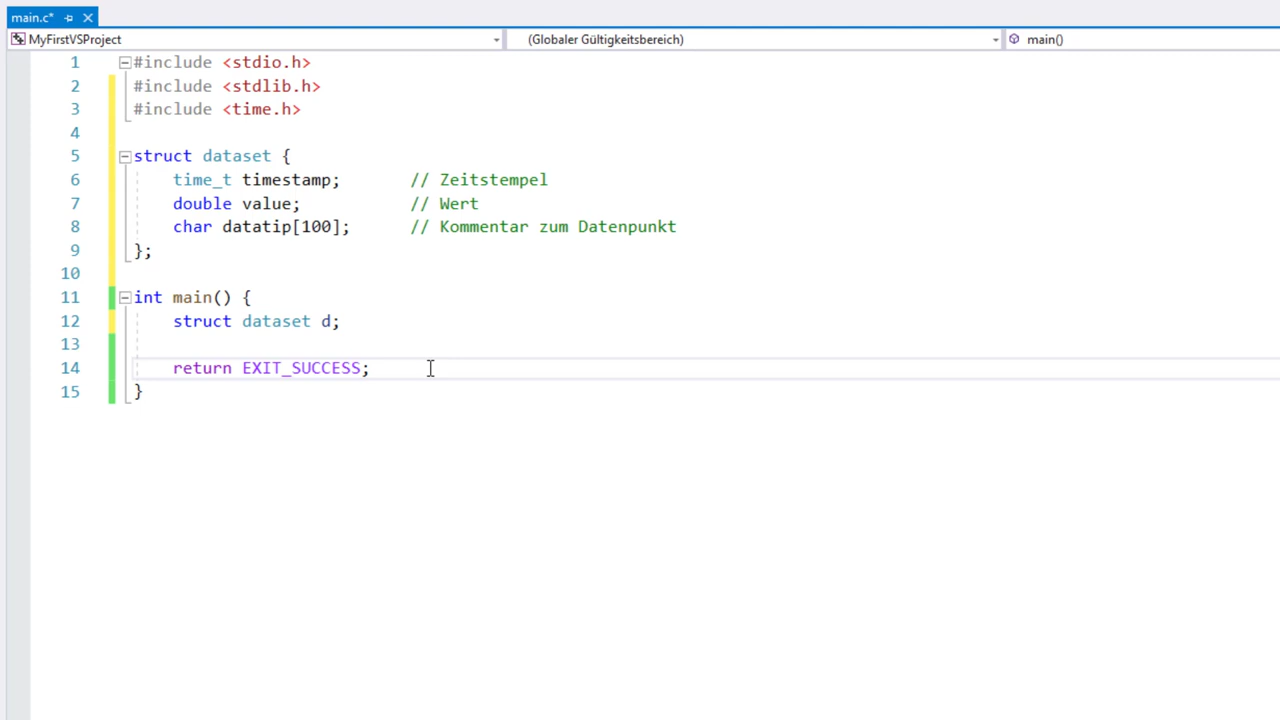 main.c*
MyFirstVSProject (Globaler Gültigkeitsbereich) main()
1 #include <stdio.h>
2 #include <stdlib.h>
3 #include <time.h>
4
5 struct dataset {
6 time_t timestamp; // Zeitstempel
7 double value; // Wert
8 char datatip[100]; // Kommentar zum Datenpunkt
9 };
10
11 int main() {
12 struct dataset d;
13
14 return EXIT_SUCCESS;
15 }